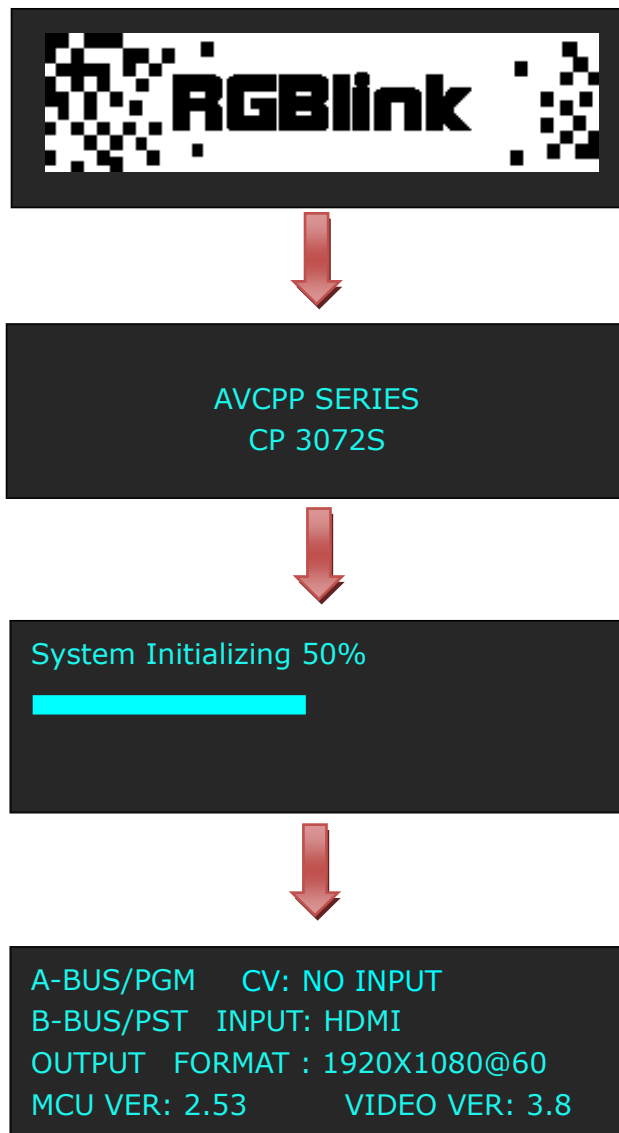 RGBlink
AVCPP SERIES
CP 3072S
System Initializing 50%
A-BUS/PGM CV: NO INPUT
B-BUS/PST INPUT: HDMI
OUTPUT FORMAT : 1920X1080@60
MCU VER: 2.53 VIDEO VER: 3.8